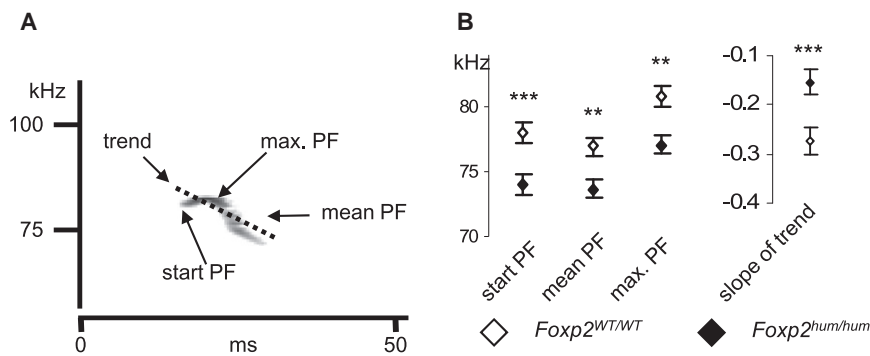 A
kHz
100
75
trend
max. PF
mean PF
start PF
0
ms
50
B
kHz
80
75
70
***
**
**
start PF
mean PF
max. PF
-0.1
-0.2
-0.3
-0.4
***
slope of trend
Foxp2WT/WT
Foxp2hum/hum